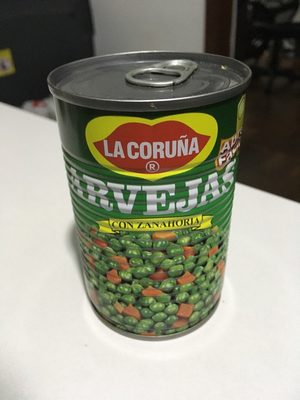 LA CORUÑA
®
ARVEJAS
CON ZANAHORIA